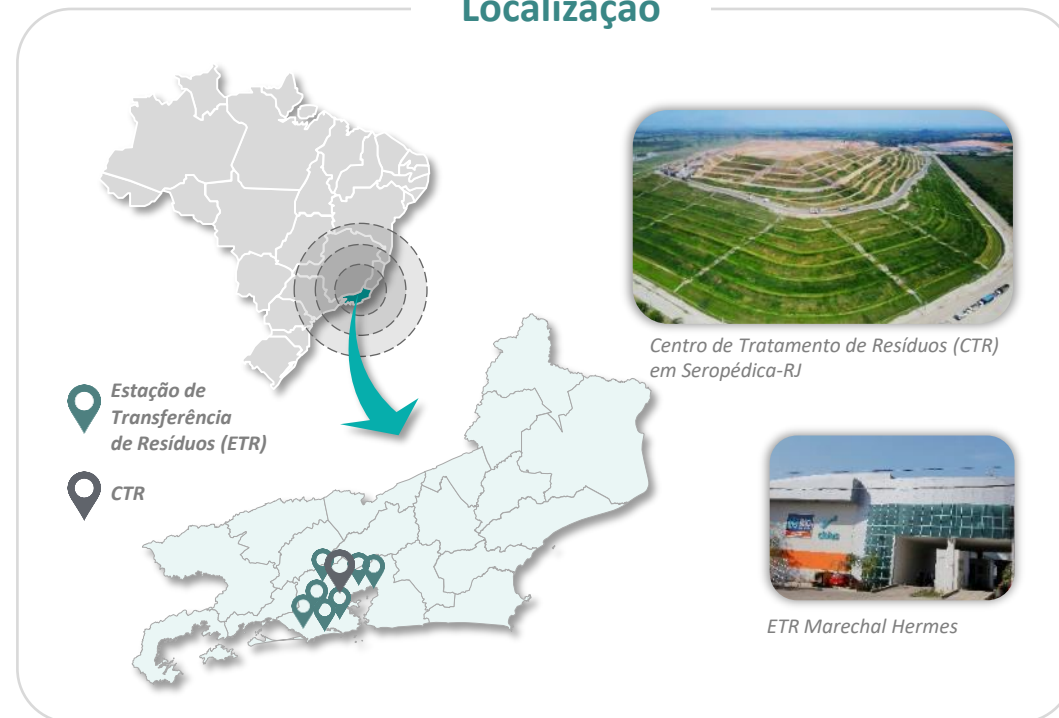 Localização
Estação de
Transferência
de Resíduos (ETR)
CTR
Centro de Tratamento de Resíduos (CTR)
em Seropédica-RJ
ETR Marechal Hermes